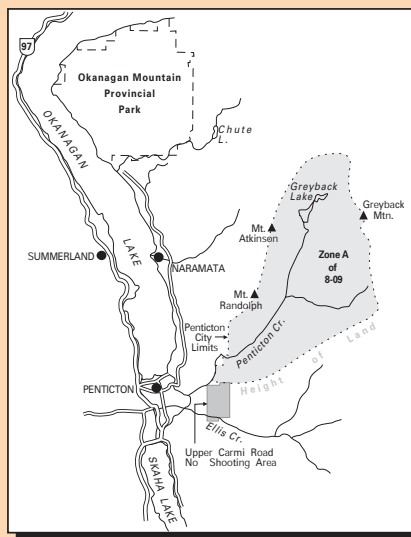 97
Okanagan Mountain
Provincial
Park
OKANAGAN
LAKE
Chute
L.
Greyback
Lake
Greyback
Mtn.
Mt.
Atkinsen
SUMMERLAND
NARAMATA
Zone A
of
8-09
Mt.
Randolph
Penticton
City
Limits
Penticton Cr.
Height of Land
PENTICTON
Ellis Cr.
Upper Carmi Road
No Shooting Area
SKAHA LAKE